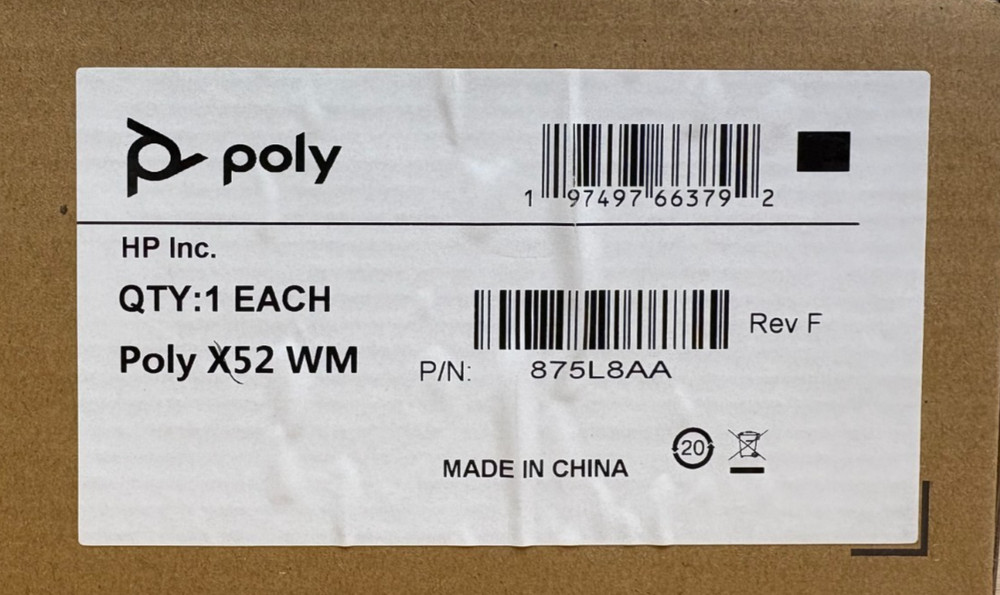 poly
1 97497 66379 2
HP Inc.
QTY:1 EACH
Rev F
Poly X52 WM
P/N: 875L8AA
20
MADE IN CHINA